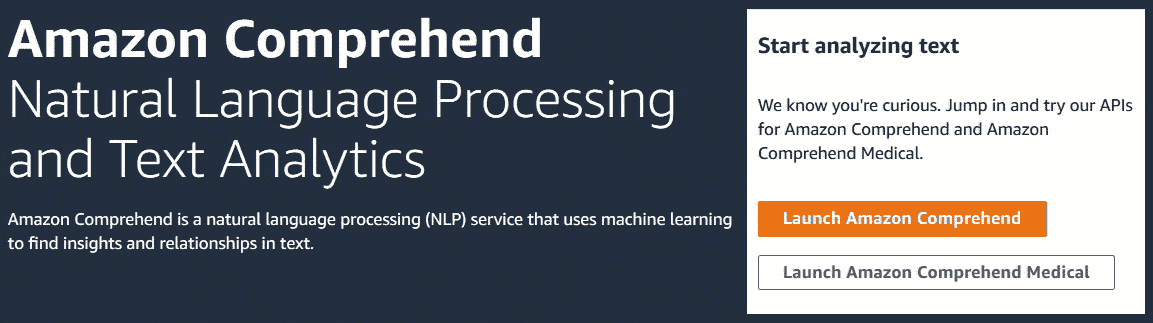 Amazon Comprehend
Natural Language Processing
and Text Analytics
Amazon Comprehend is a natural language processing (NLP) service that uses machine learning
to find insights and relationships in text.
Start analyzing text
We know you're curious. Jump in and try our APIs
for Amazon Comprehend and Amazon
Comprehend Medical.
Launch Amazon Comprehend
Launch Amazon Comprehend Medical